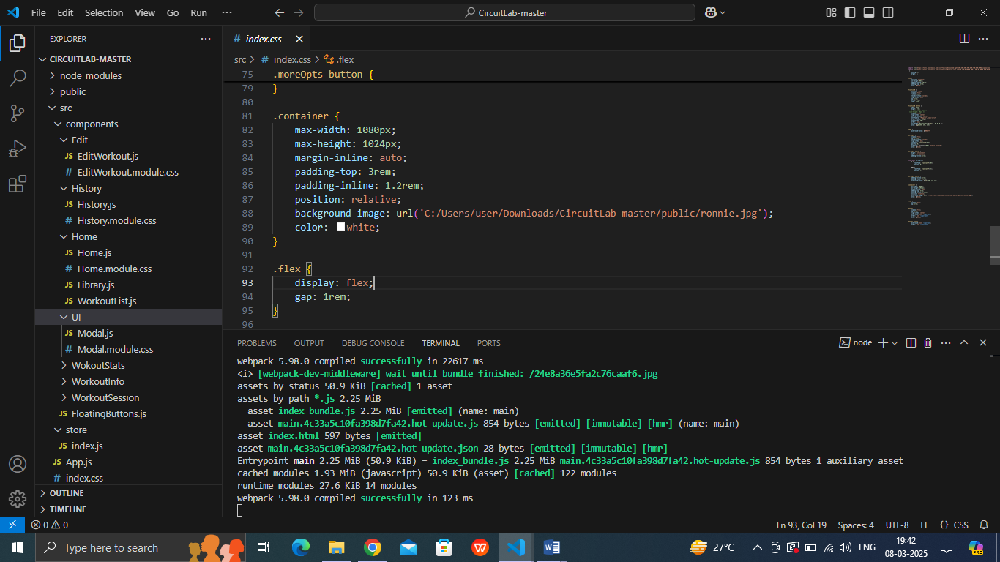 File Edit Selection View Go Run ···
CircuitLab-master
EXPLORER ···
CIRCUITLAB-MASTER
node_modules
public
src
components
Edit
JS EditWorkout.js
# EditWorkout.module.css
History
JS History.js
# History.module.css
Home
JS Home.js
# Home.module.css
JS Library.js
JS WorkoutList.js
UI
JS Modal.js
# Modal.module.css
WokoutStats
WorkoutInfo
WorkoutSession
JS FloatingButtons.js
store
JS index.js
JS App.js
# index.css
OUTLINE
TIMELINE
# index.css
src > # index.css > .flex
75 .moreOpts button {
79 }
80
81 .container {
82 max-width: 1080px;
83 max-height: 1024px;
84 margin-inline: auto;
85 padding-top: 3rem;
86 padding-inline: 1.2rem;
87 position: relative;
88 background-image: url('C:/Users/user/Downloads/CircuitLab-master/public/ronnie.jpg');
89 color: white;
90 }
91
92 .flex {
93 display: flex;
94 gap: 1rem;
95 }
96
PROBLEMS OUTPUT DEBUG CONSOLE TERMINAL PORTS
node
webpack 5.98.0 compiled successfully in 22617 ms
<i> [webpack-dev-middleware] wait until bundle finished: /24e8a36e5fa2c76caaf6.jpg
assets by status 50.9 KiB [cached] 1 asset
assets by path *.js 2.25 MiB
asset index_bundle.js 2.25 MiB [emitted] (name: main)
asset main.4c33a5c10fa398d7fa42.hot-update.js 854 bytes [emitted] [immutable] [hmr] (name: main)
asset index.html 597 bytes [emitted]
asset main.4c33a5c10fa398d7fa42.hot-update.json 28 bytes [emitted] [immutable] [hmr]
Entrypoint main 2.25 MiB (50.9 KiB) = index_bundle.js 2.25 MiB main.4c33a5c10fa398d7fa42.hot-update.js 854 bytes 1 auxiliary asset
cached modules 1.93 MiB (javascript) 50.9 KiB (asset) [cached] 122 modules
runtime modules 27.6 KiB 14 modules
webpack 5.98.0 compiled successfully in 123 ms
0 0
Ln 93, Col 19 Spaces: 4 UTF-8 LF {} CSS
Type here to search
27°C
ENG
19:42
08-03-2025
PRE